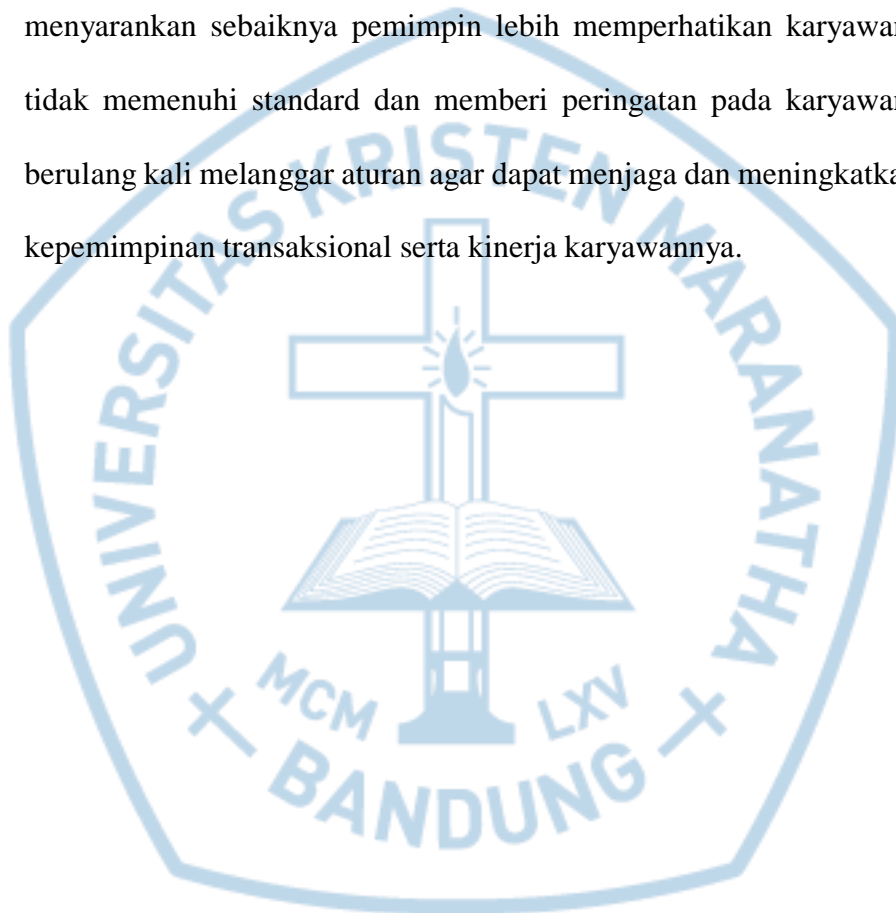 menyarankan sebaiknya pemimpin lebih memperhatikan
tidak memenuhi standard dan memberi peringatan pada
berulang kali melanggar aturan agar dapat menjaga dan
kepemimpinan transaksional serta kinerja karyawannya.
UNIVERSITAS KRISTEN MARANATHA
MCM LXV
BANDUNG